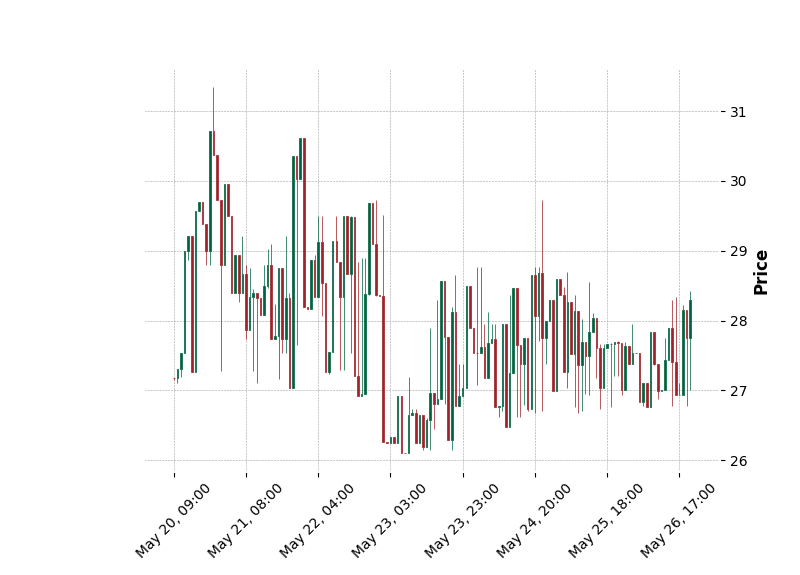 31
30
29
28
27
26
Price
May 20, 09:00
May 21, 08:00
May 22, 04:00
May 23, 03:00
May 23, 23:00
May 24, 20:00
May 25, 18:00
May 26, 17:00